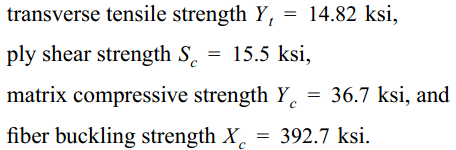 transverse tensile strength Y_t = 14.82 ksi,
ply shear strength S_c = 15.5 ksi,
matrix compressive strength Y_c = 36.7 ksi, and
fiber buckling strength X_c = 392.7 ksi.